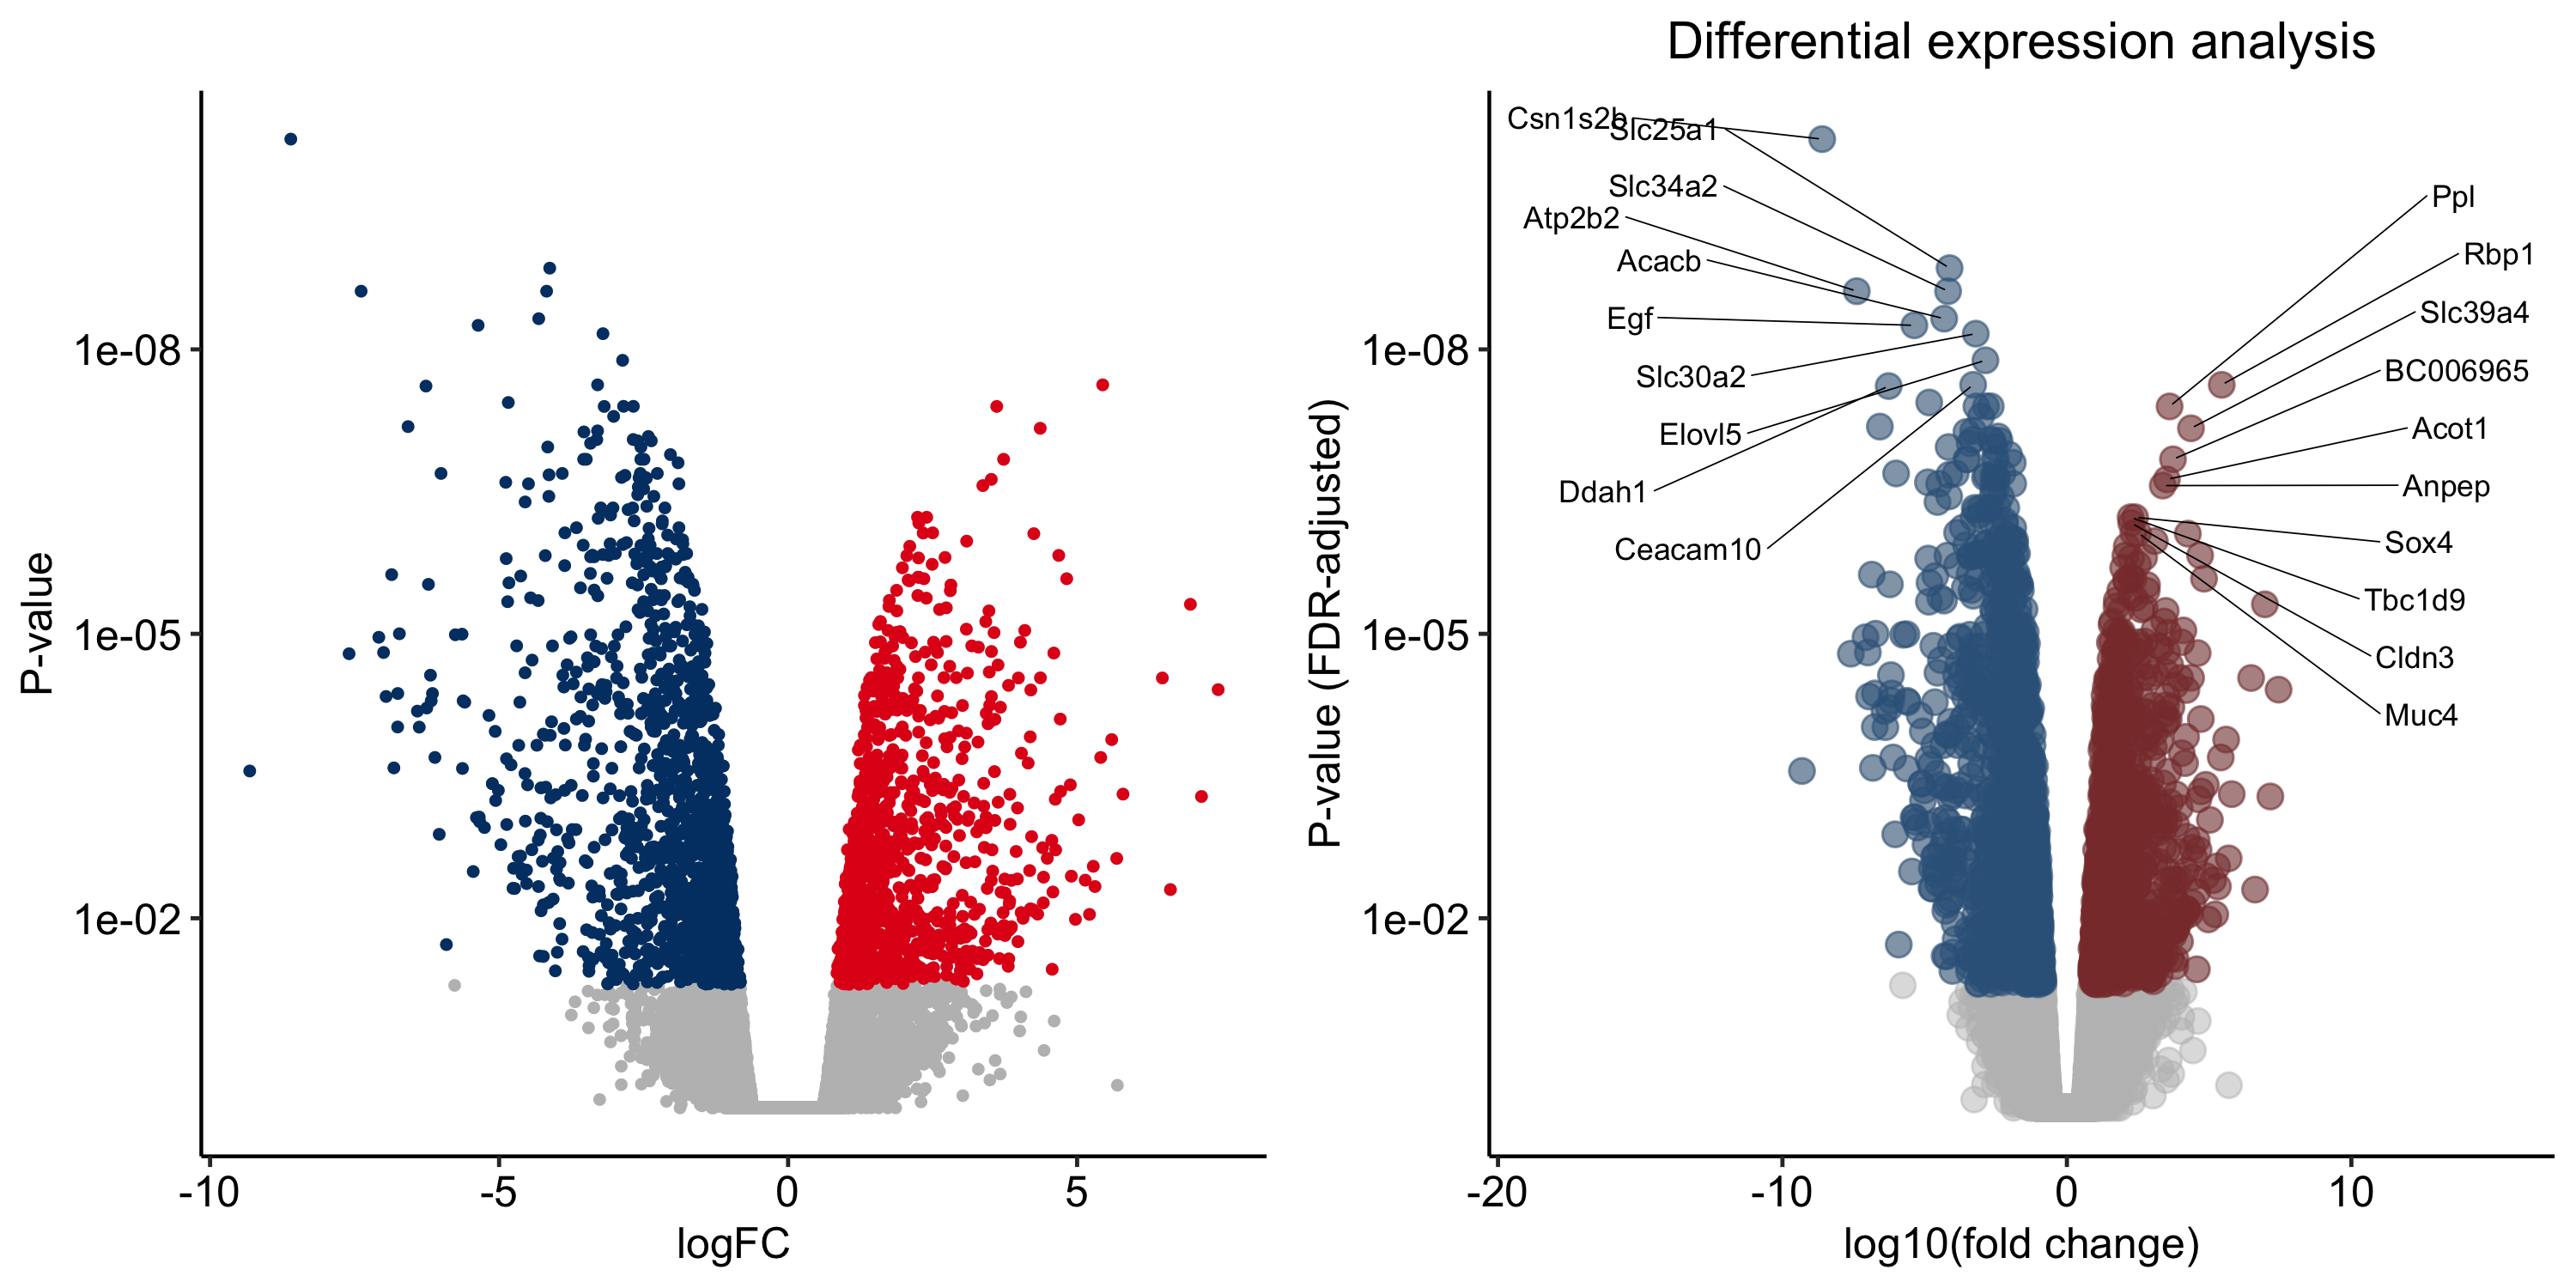 P-value
1e-08
1e-05
1e-02
-10
-5
0
5
logFC
Differential expression analysis
P-value (FDR-adjusted)
1e-08
1e-05
1e-02
-20
-10
0
10
log10(fold change)
Csn1s2b
Slc25a1
Slc34a2
Atp2b2
Acacb
Egf
Slc30a2
Elovl5
Ddah1
Ceacam10
Ppl
Rbp1
Slc39a4
BC006965
Acot1
Anpep
Sox4
Tbc1d9
Cldn3
Muc4